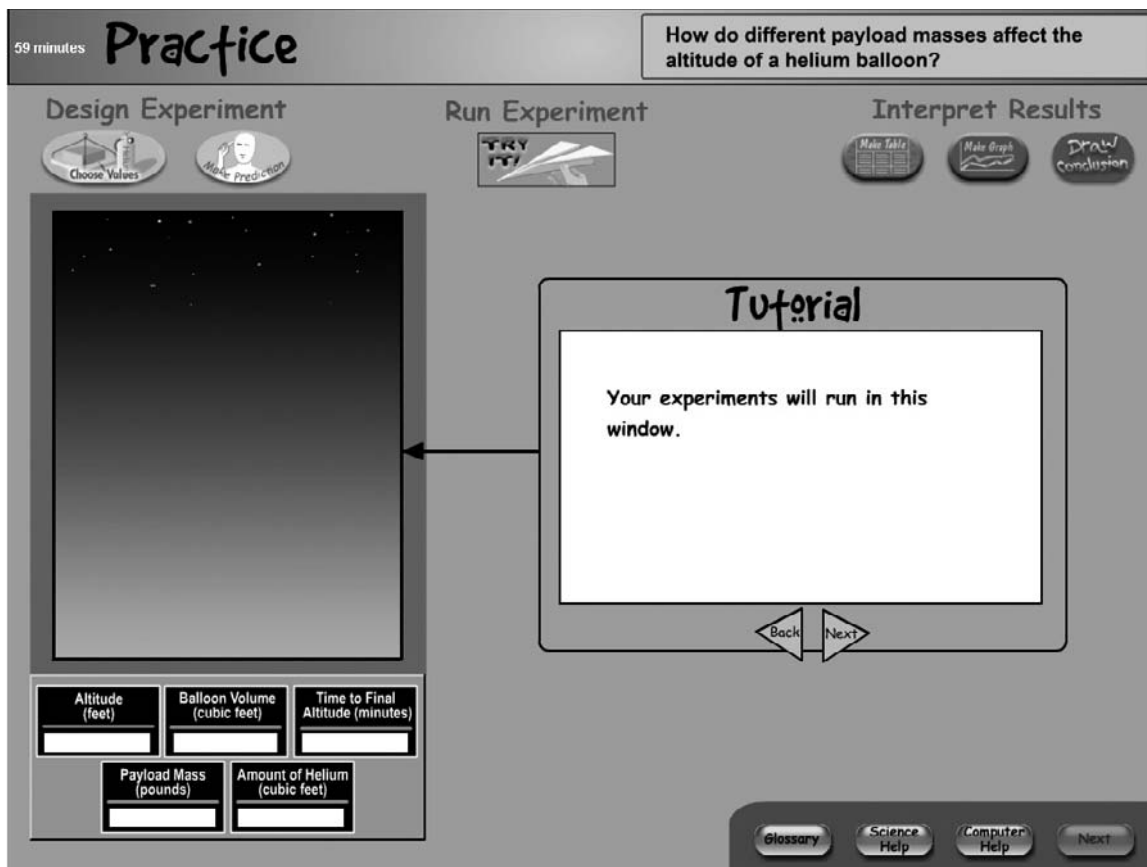 59 minutes Practice
How do different payload masses affect the
altitude of a helium balloon?
Design Experiment
Run Experiment
Interpret Results
Choose Values
Make Prediction
TRY
IT!
Make Table
Make Graph
Draw
Conclusion
Tutorial
Your experiments will run in this
window.
Back
Next
Altitude
(feet)
Balloon Volume
(cubic feet)
Time to Final
Altitude (minutes)
Payload Mass
(pounds)
Amount of Helium
(cubic feet)
Glossary
Science
Help
Computer
Help
Next